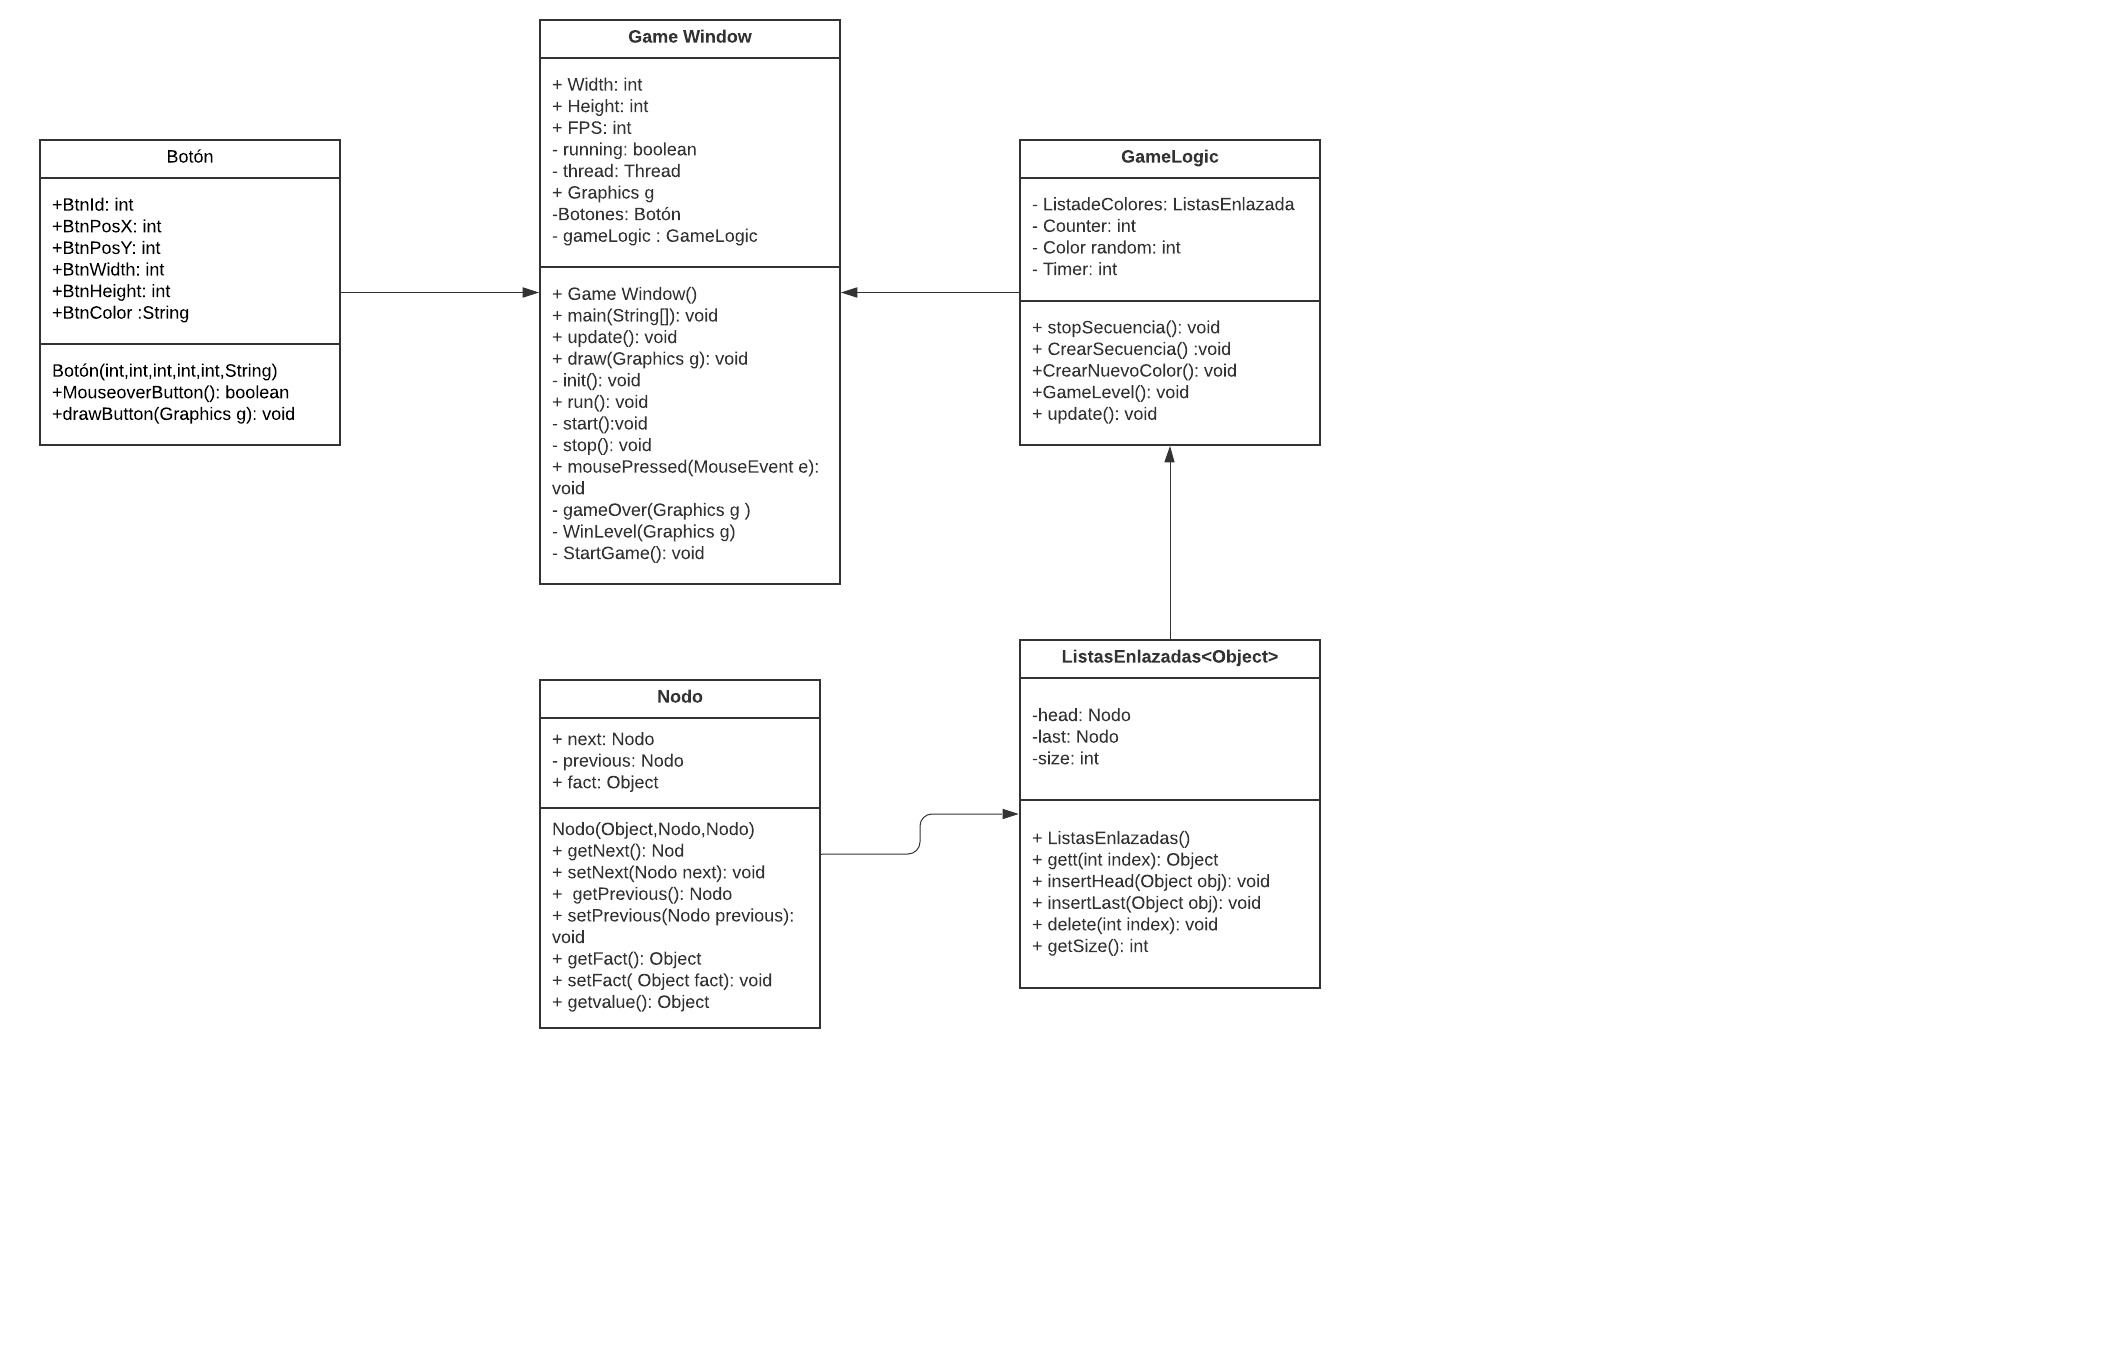 Game Window
+ Width: int
+ Height: int
+ FPS: int
- running: boolean
- thread: Thread
+ Graphics g
-Botones: Botón
- gameLogic : GameLogic
+ Game Window()
+ main(String[]): void
+ update(): void
+ draw(Graphics g): void
- init(): void
+ run(): void
- start():void
- stop(): void
+ mousePressed(MouseEvent e):
void
- gameOver(Graphics g )
- WinLevel(Graphics g)
- StartGame(): void
Botón
+BtnId: int
+BtnPosX: int
+BtnPosY: int
+BtnWidth: int
+BtnHeight: int
+BtnColor :String
Botón(int,int,int,int,int,String)
+MouseoverButton(): boolean
+drawButton(Graphics g): void
GameLogic
- ListadeColores: ListasEnlazada
- Counter: int
- Color random: int
- Timer: int
+ stopSecuencia(): void
+ CrearSecuencia() :void
+CrearNuevoColor(): void
+GameLevel(): void
+ update(): void
Nodo
+ next: Nodo
- previous: Nodo
+ fact: Object
Nodo(Object,Nodo,Nodo)
+ getNext(): Nod
+ setNext(Nodo next): void
+  getPrevious(): Nodo
+ setPrevious(Nodo previous):
void
+ getFact(): Object
+ setFact( Object fact): void
+ getvalue(): Object
ListasEnlazadas<Object>
-head: Nodo
-last: Nodo
-size: int
+ ListasEnlazadas()
+ gett(int index): Object
+ insertHead(Object obj): void
+ insertLast(Object obj): void
+ delete(int index): void
+ getSize(): int